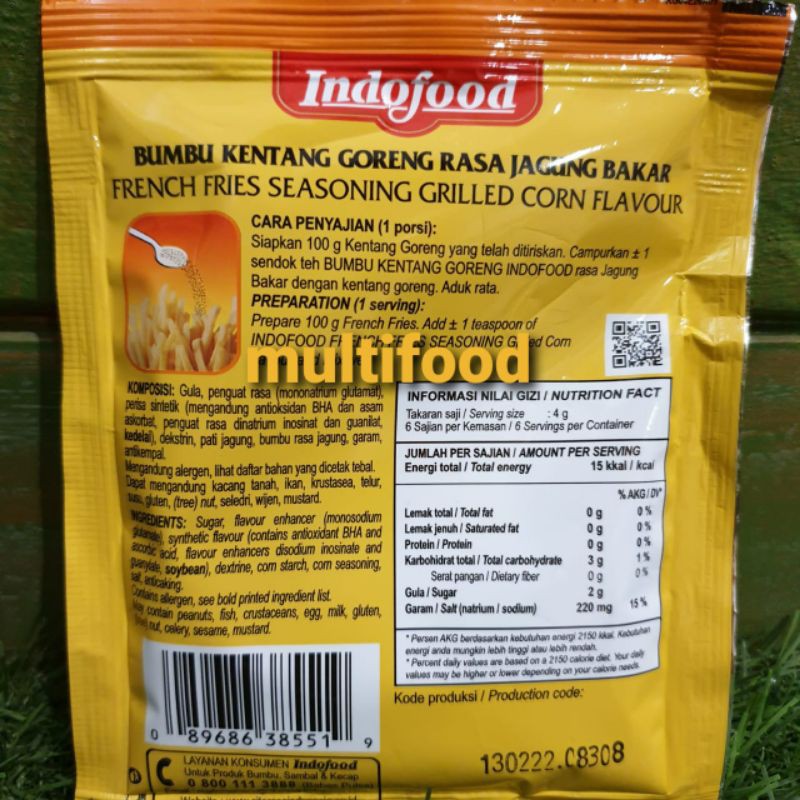 Indofood
BUMBU KENTANG GORENG RASA JAGUNG BAKAR
FRENCH FRIES SEASONING GRILLED CORN FLAVOUR
CARA PENYAJIAN (1 porsi):
Siapkan 100 g Kentang Goreng yang telah ditiriskan. Campurkan ± 1
sendok teh BUMBU KENTANG GORENG INDOFOOD rasa Jagung
Bakar dengan kentang goreng. Aduk rata.
PREPARATION (1 serving):
Prepare 100 g French Fries. Add ± 1 teaspoon of
INDOFOOD FRENCH FRIES SEASONING Grilled Corn
multifood
KOMPOSISI: Gula, penguat rasa (mononatrium glutamat),
perisa sintetik (mengandung antioksidan BHA dan asam
askorbat, penguat rasa dinatrium inosinat dan guanilat,
kedelai), dekstrin, pati jagung, bumbu rasa jagung, garam,
antikempal.
Mengandung alergen, lihat daftar bahan yang dicetak tebal.
Dapat mengandung kacang tanah, ikan, krustasea, telur,
susu, gluten, (tree) nut, seledri, wijen, mustard.
INGREDIENTS: Sugar, flavour enhancer (monosodium
glutamate), synthetic flavour (contains antioxidant BHA and
ascorbic acid, flavour enhancers disodium inosinate and
guanylate, soybean), dextrine, corn starch, corn seasoning,
salt, anticaking.
Contains allergen, see bold printed ingredient list.
May contain peanuts, fish, crustaceans, egg, milk, gluten,
(tree) nut, celery, sesame, mustard.
INFORMASI NILAI GIZI / NUTRITION FACT
Takaran saji / Serving size : 4 g
6 Sajian per Kemasan / 6 Servings per Container
JUMLAH PER SAJIAN / AMOUNT PER SERVING
Energi total / Total energy 15 kkal / kcal
% AKG / DV*
Lemak total / Total fat 0 g 0 %
Lemak jenuh / Saturated fat 0 g 0 %
Protein / Protein 0 g 0 %
Karbohidrat total / Total carbohydrate 3 g 1 %
Serat pangan / Dietary fiber 0 g 0 %
Gula / Sugar 2 g
Garam / Salt (natrium / sodium) 220 mg 15 %
* Persen AKG berdasarkan kebutuhan energi 2150 kkal. Kebutuhan
energi anda mungkin lebih tinggi atau lebih rendah.
* Percent daily values are based on a 2150 calorie diet. Your daily
values may be higher or lower depending on your calorie needs.
Kode produksi / Production code:
130222.08308
0 89686 38551 9
LAYANAN KONSUMEN Indofood
Untuk Produk Bumbu, Sambal & Kecap
0 800 111 3888 (Bebas Pulsa)